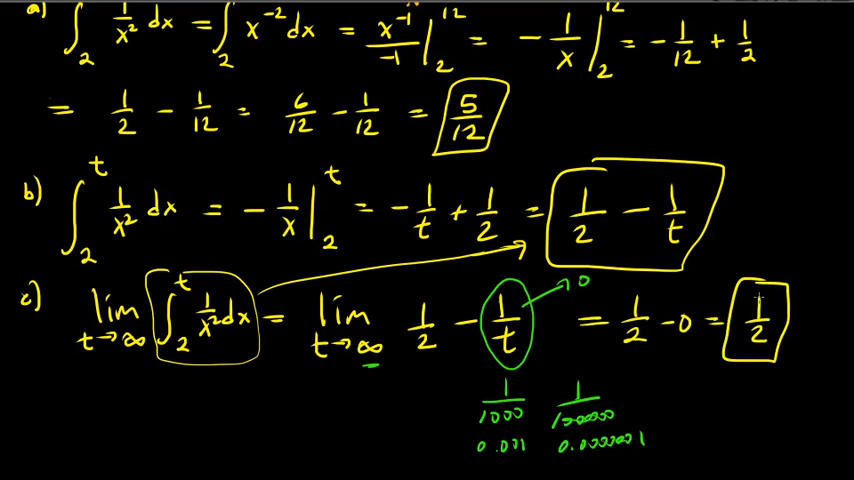 a) ∫₂ 1/x² dx = ∫₂¹² x⁻² dx = x⁻¹/-1 |₂¹² = - 1/x |₂¹² = - 1/12 + 1/2
= 1/2 - 1/12 = 6/12 - 1/12 = 5/12
b) ∫₂ᵗ 1/x² dx = - 1/x |₂ᵗ = - 1/t + 1/2 = 1/2 - 1/t
c) lim t→∞ ∫₂ᵗ 1/x² dx = lim t→∞ 1/2 - 1/t → 0 = 1/2 - 0 = 1/2
1/1000 1/1000000
0.001 0.0000001